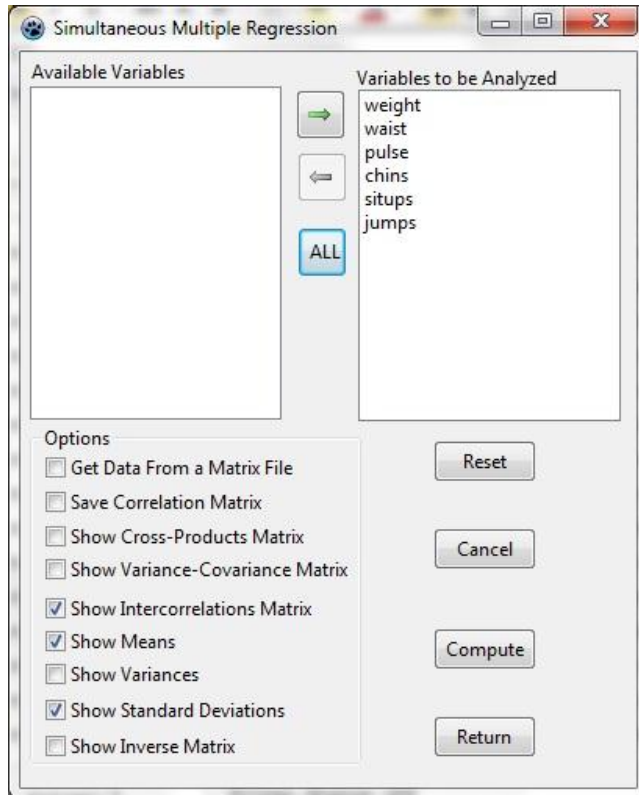 Simultaneous Multiple Regression
Available Variables
Variables to be Analyzed
weight
waist
pulse
chins
situps
jumps
ALL
Options
Get Data From a Matrix File
Save Correlation Matrix
Show Cross-Products Matrix
Show Variance-Covariance Matrix
Show Intercorrelations Matrix
Show Means
Show Variances
Show Standard Deviations
Show Inverse Matrix
Reset
Cancel
Compute
Return